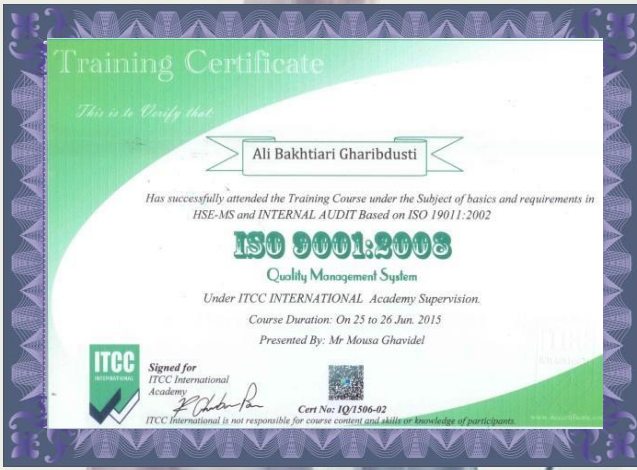 Training Certificate
This is to Verify that
Ali Bakhtiari Gharibdusti
Has successfully attended the Training Course under the Subject of basics and requirements in
HSE-MS and INTERNAL AUDIT Based on ISO 19011:2002
ISO 9001:2008
Quality Management System
Under ITCC INTERNATIONAL Academy Supervision.
Course Duration: On 25 to 26 Jun. 2015
Presented By: Mr Mousa Ghavidel
ITCC
INTERNATIONAL
Signed for
ITCC International
Academy
Cert No: IQ/1506-02
ITCC International is not responsible for course content and skills or knowledge of participants.